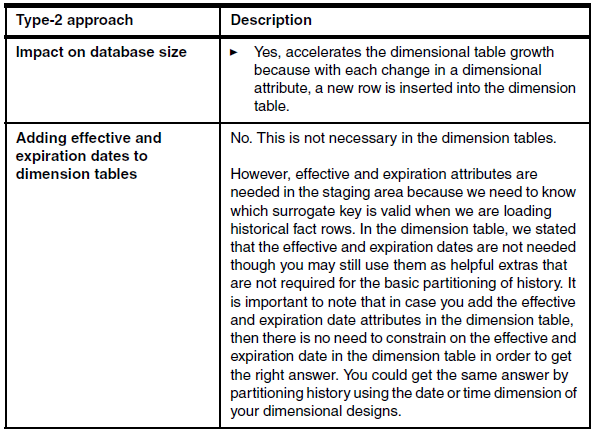 Type-2 approach Description
Impact on database size
► Yes, accelerates the dimensional table growth
because with each change in a dimensional
attribute, a new row is inserted into the dimension
table.
Adding effective and
expiration dates to
dimension tables
No. This is not necessary in the dimension tables.
However, effective and expiration attributes are
needed in the staging area because we need to know
which surrogate key is valid when we are loading
historical fact rows. In the dimension table, we stated
that the effective and expiration dates are not needed
though you may still use them as helpful extras that
are not required for the basic partitioning of history. It
is important to note that in case you add the effective
and expiration date attributes in the dimension table,
then there is no need to constrain on the effective and
expiration date in the dimension table in order to get
the right answer. You could get the same answer by
partitioning history using the date or time dimension of
your dimensional designs.